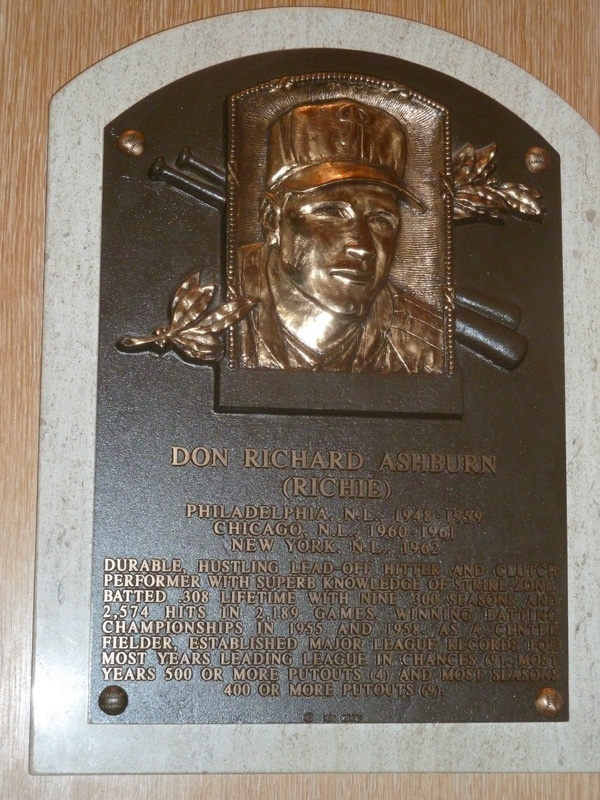 P
DON RICHARD ASHBURN
(RICHIE)
PHILADELPHIA, N.L., 1948-1959
CHICAGO, N.L., 1960-1961
NEW YORK, N.L., 1962
DURABLE, HUSTLING LEAD-OFF HITTER AND CLUTCH
PERFORMER WITH SUPERB KNOWLEDGE OF STRIKE ZONE.
BATTED .308 LIFETIME WITH NINE .300 SEASONS AND
2,574 HITS IN 2,189 GAMES, WINNING BATTING
CHAMPIONSHIPS IN 1955 AND 1958. AS A CENTER
FIELDER, ESTABLISHED MAJOR LEAGUE RECORDS FOR
MOST YEARS LEADING LEAGUE IN CHANCES (9), MOST
YEARS 500 OR MORE PUTOUTS (4) AND MOST SEASONS
400 OR MORE PUTOUTS (9).